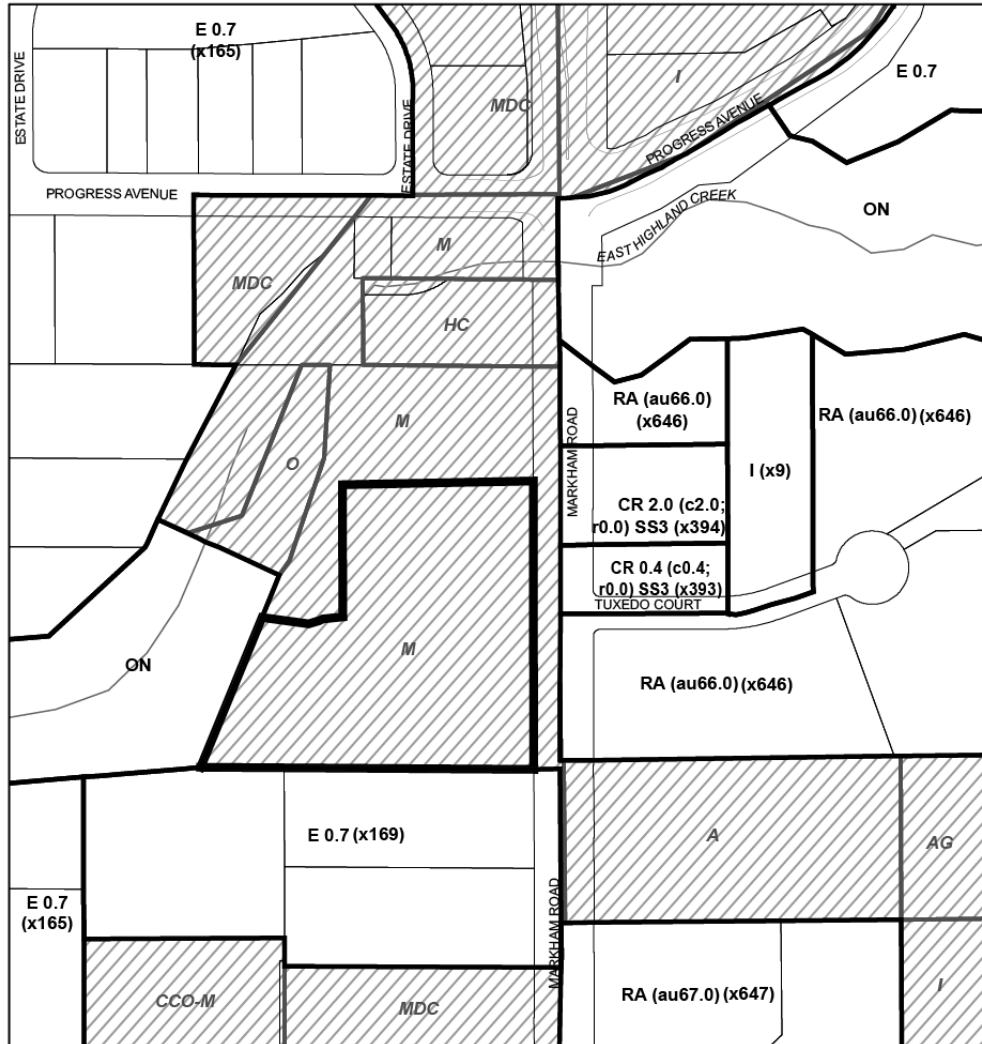 E 0.7
(x165)
ESTATE DRIVE
E 0.7
I
MDC
ESTATE DRIVE
PROGRESS AVENUE
PROGRESS AVENUE
EAST HIGHLAND CREEK
ON
M
MDC
HC
RA (au66.0)
(x646)
RA (au66.0) (x646)
M
MARKHAM ROAD
O
I (x9)
CR 2.0 (c2.0;
r0.0) SS3 (x394)
CR 0.4 (c0.4;
r0.0) SS3 (x393)
TUXEDO COURT
M
ON
RA (au66.0) (x646)
E 0.7 (x169)
A
AG
E 0.7
(x165)
MARKHAM ROAD
CCO-M
MDC
RA (au67.0) (x647)
I